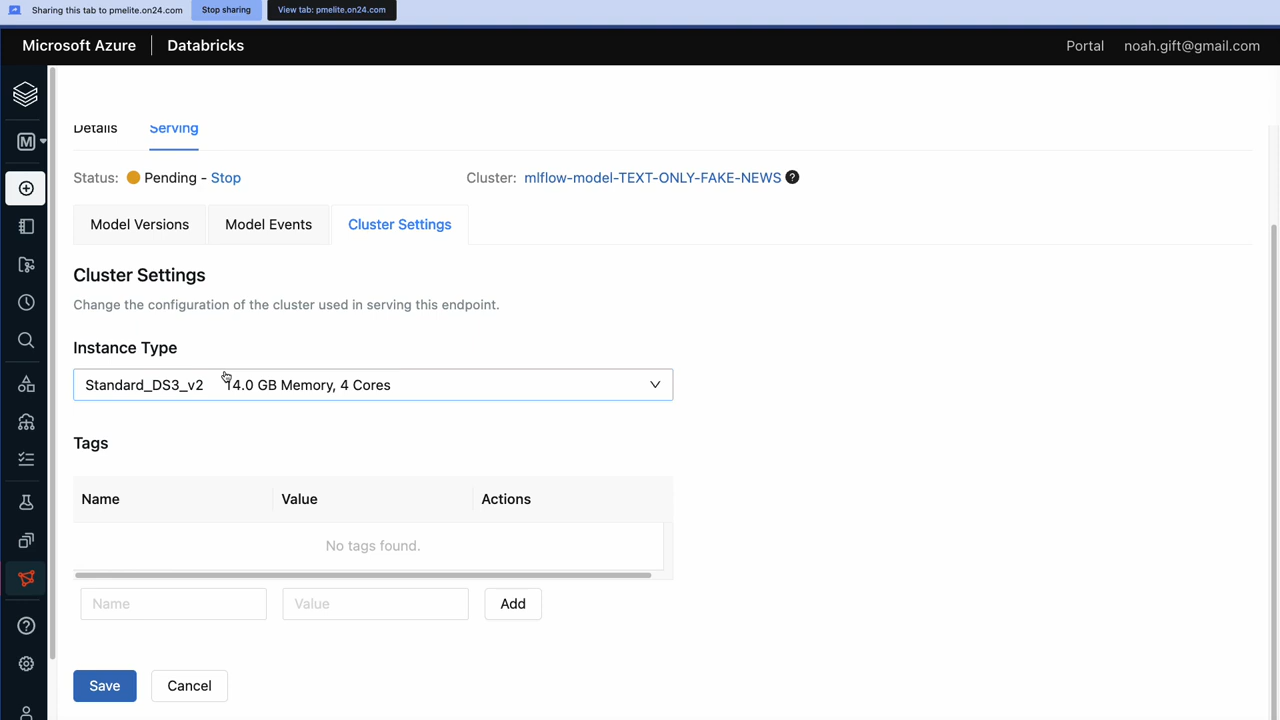 Sharing this tab to pmelite.on24.com Stop sharing View tab: pmelite.on24.com
Microsoft Azure Databricks Portal noah.gift@gmail.com
M
Details Serving
Status: Pending - Stop Cluster: mlflow-model-TEXT-ONLY-FAKE-NEWS ?
Model Versions Model Events Cluster Settings
Cluster Settings
Change the configuration of the cluster used in serving this endpoint.
Instance Type
Standard_DS3_v2 14.0 GB Memory, 4 Cores
Tags
Name Value Actions
No tags found.
Name Value Add
Save Cancel